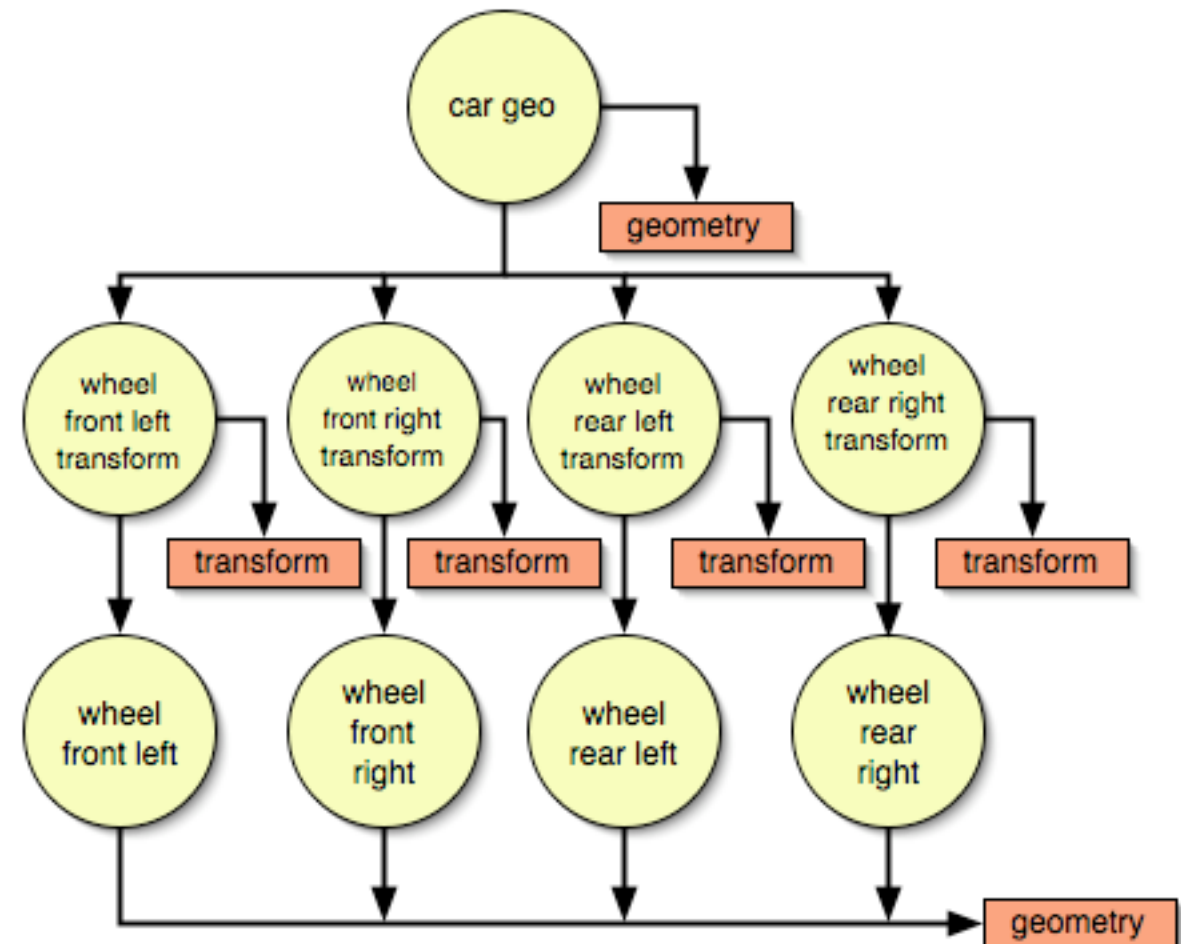 car geo
geometry
wheel
front left
transform
wheel
front right
transform
wheel
rear left
transform
wheel
rear right
transform
transform
transform
transform
transform
wheel
front left
wheel
front
right
wheel
rear left
wheel
rear
right
geometry